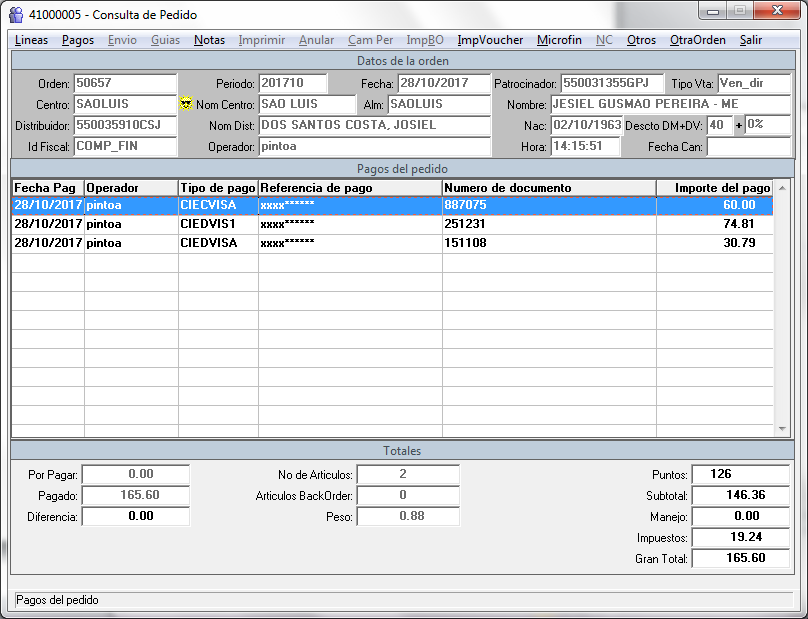 41000005 - Consulta de Pedido
Lineas Pagos Envio Guias Notas Imprimir Anular Cam Per ImpBO ImpVoucher Microfin NC Otros OtraOrden Salir
Datos de la orden
Orden: 50657 Periodo: 201710 Fecha: 28/10/2017 Patrocinador: 550031355GPJ Tipo Vta: Ven_dir
Centro: SAOLUIS Nom Centro: SAO LUIS Alm: SAOLUIS Nombre: JESIEL GUSMAO PEREIRA - ME
Distribuidor: 550035910CSJ Nom Dist: DOS SANTOS COSTA, JOSIEL Nac: 02/10/1963 Descto DM+DV: 40 + 0%
Id Fiscal: COMP_FIN Operador: pintoa Hora: 14:15:51 Fecha Can:
Pagos del pedido
Fecha Pag Operador Tipo de pago Referencia de pago Numero de documento Importe del pago
28/10/2017 pintoa CIECVISA xxxx****** 887075 60.00
28/10/2017 pintoa CIEDVIS1 xxxx****** 251231 74.81
28/10/2017 pintoa CIEDVISA xxxx****** 151108 30.79
Totales
Por Pagar: 0.00 No de Articulos: 2 Puntos: 126
Pagado: 165.60 Articulos BackOrder: 0 Subtotal: 146.36
Diferencia: 0.00 Peso: 0.88 Manejo: 0.00
Impuestos: 19.24
Gran Total: 165.60
Pagos del pedido